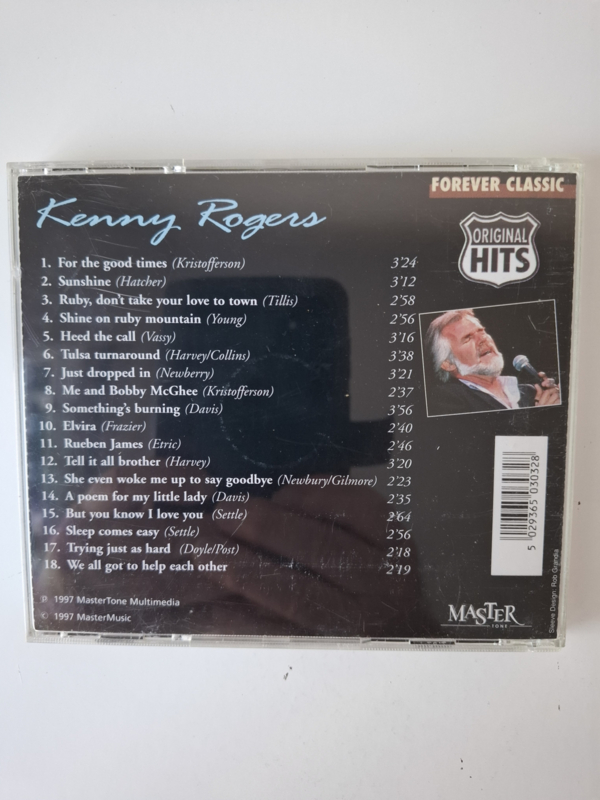 FOREVER CLASSIC
Kenny Rogers
ORIGINAL
HITS
1. For the good times (Kristofferson) 3'24
2. Sunshine (Hatcher) 3'12
3. Ruby, don't take your love to town (Tillis) 2'58
4. Shine on ruby mountain (Young) 2'56
5. Heed the call (Vassy) 3'16
6. Tulsa turnaround (Harvey/Collins) 3'38
7. Just dropped in (Newberry) 3'21
8. Me and Bobby McGhee (Kristofferson) 2'37
9. Something's burning (Davis) 3'56
10. Elvira (Frazier) 2'40
11. Rueben James (Etric) 2'46
12. Tell it all brother (Harvey) 3'20
13. She even woke me up to say goodbye (Newbury/Gilmore) 2'23
14. A poem for my little lady (Davis) 2'35
15. But you know I love you (Settle) 2'64
16. Sleep comes easy (Settle) 2'56
17. Trying just as hard (Doyle/Post) 2'18
18. We all got to help each other 2'19
℗ 1997 MasterTone Multimedia
© 1997 MasterMusic
MASTER
TONE
5 029365 030328
Sleeve Design: Rob Grandia